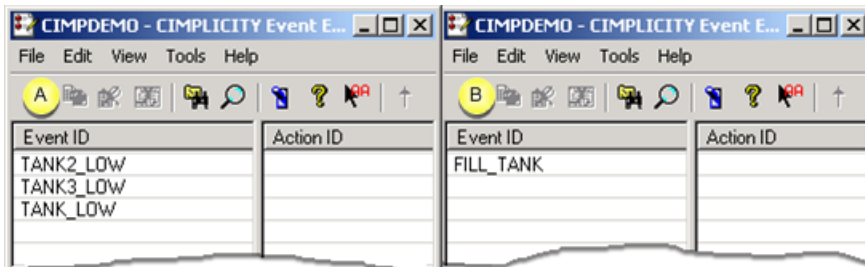 CIMPDEMO - CIMPLICITY Event E...
File Edit View Tools Help
A
Event ID Action ID
TANK2_LOW
TANK3_LOW
TANK_LOW
CIMPDEMO - CIMPLICITY Event E...
File Edit View Tools Help
B
Event ID Action ID
FILL_TANK